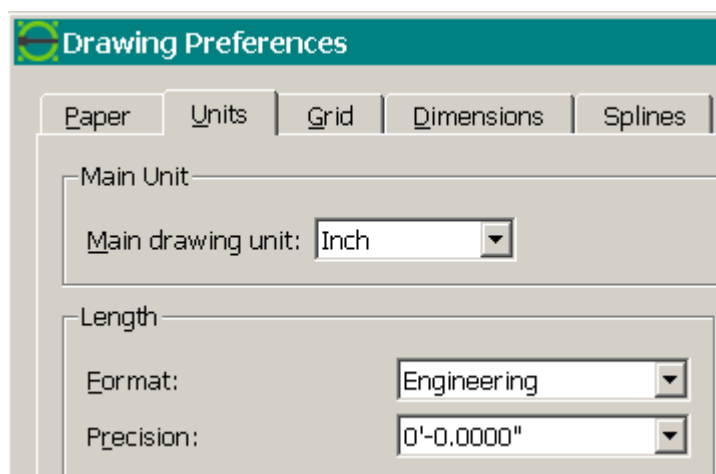 Drawing Preferences
Paper Units Grid Dimensions Splines
Main Unit
Main drawing unit: Inch
Length
Format: Engineering
Precision: 0'-0.0000"